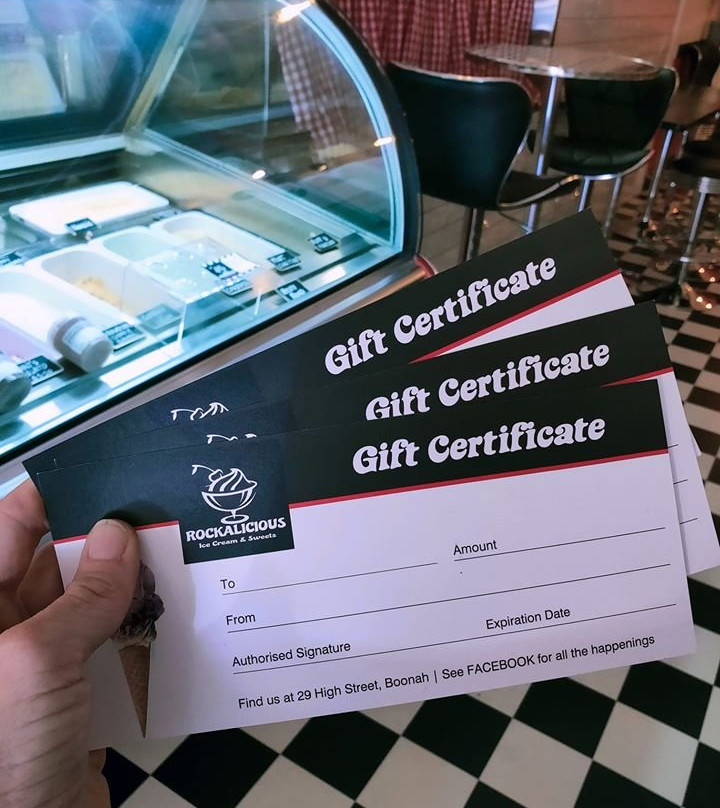 Gift Certificate
Gift Certificate
Gift Certificate
ROCKALICIOUS
Ice Cream & Sweets
To
Amount
From
Authorised Signature
Expiration Date
Find us at 29 High Street, Boonah | See FACEBOOK for all the happenings